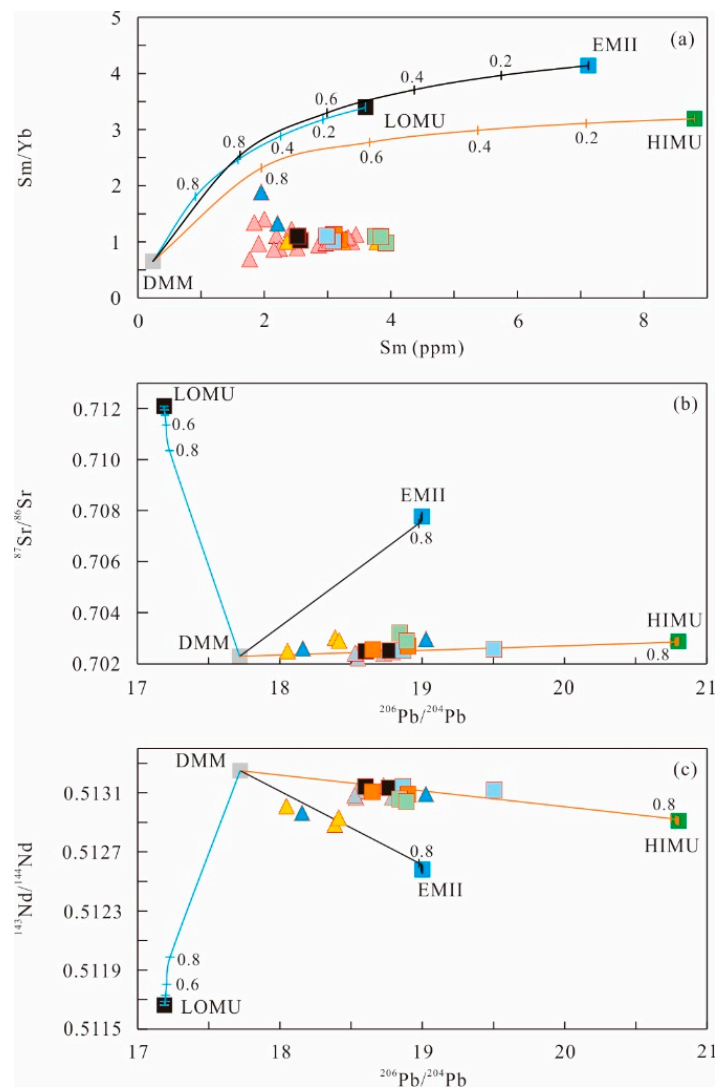 5
(a)
EMII
4
0.2
0.4
0.6
LOMU
3
0.8
0.4
0.2
HIMU
0.2
0.4
0.6
0.8
0.8
2
1
DMM
0
0
2
4
6
8
Sm/Yb
Sm (ppm)
LOMU
(b)
0.712
0.6
0.8
0.710
EMII
0.708
0.8
0.706
0.704
DMM
HIMU
0.8
0.702
17
18
19
20
21
⁸⁷Sr/⁸⁶Sr
²⁰⁶Pb/²⁰⁴Pb
DMM
(c)
0.5131
0.8
HIMU
0.8
0.5127
EMII
0.5123
0.5119
0.8
0.6
LOMU
0.5115
17
18
19
20
21
¹⁴³Nd/¹⁴⁴Nd
²⁰⁶Pb/²⁰⁴Pb